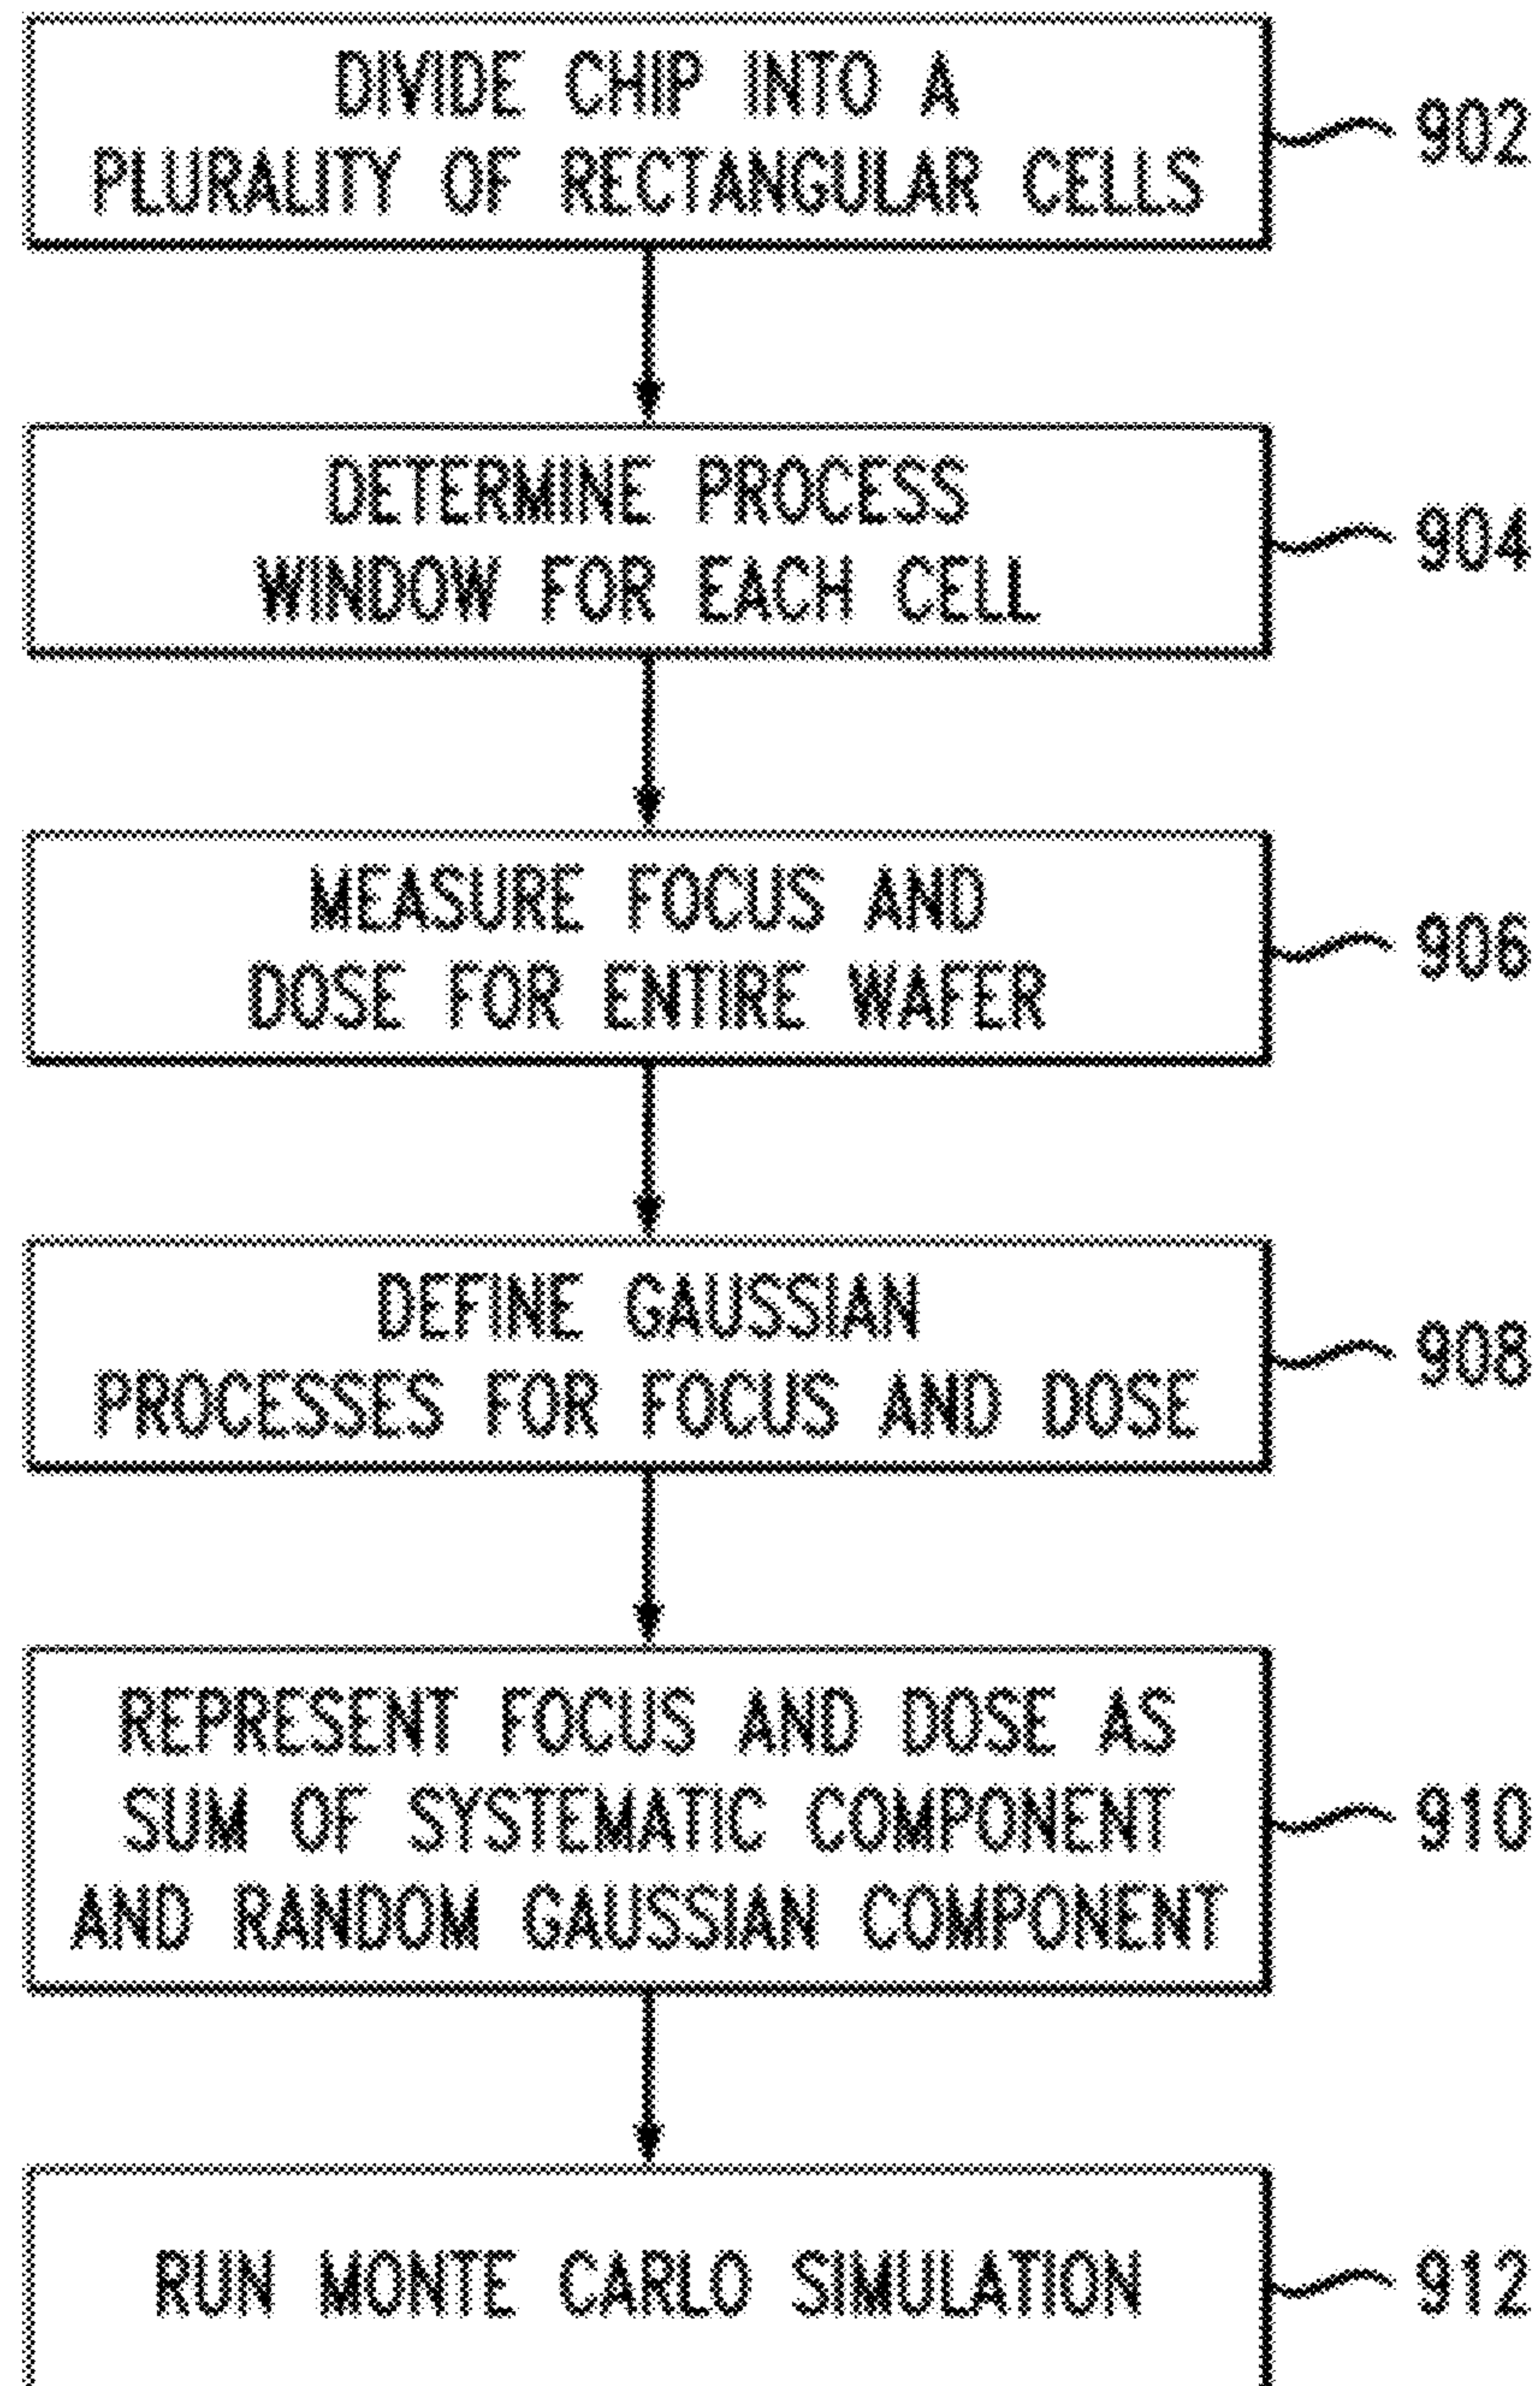 DIVIDE CHIP INTO A
PLURALITY OF RECTANGULAR CELLS
902
DETERMINE PROCESS
WINDOW FOR EACH CELL
904
MEASURE FOCUS AND
DOSE FOR ENTIRE WAFER
906
DEFINE GAUSSIAN
PROCESSES FOR FOCUS AND DOSE
908
REPRESENT FOCUS AND DOSE AS
SUM OF SYSTEMATIC COMPONENT
AND RANDOM GAUSSIAN COMPONENT
910
RUN MONTE CARLO SIMULATION
912